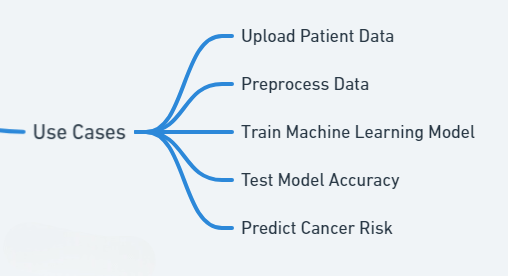 Upload Patient Data
Preprocess Data
Use Cases
Train Machine Learning Model
Test Model Accuracy
Predict Cancer Risk